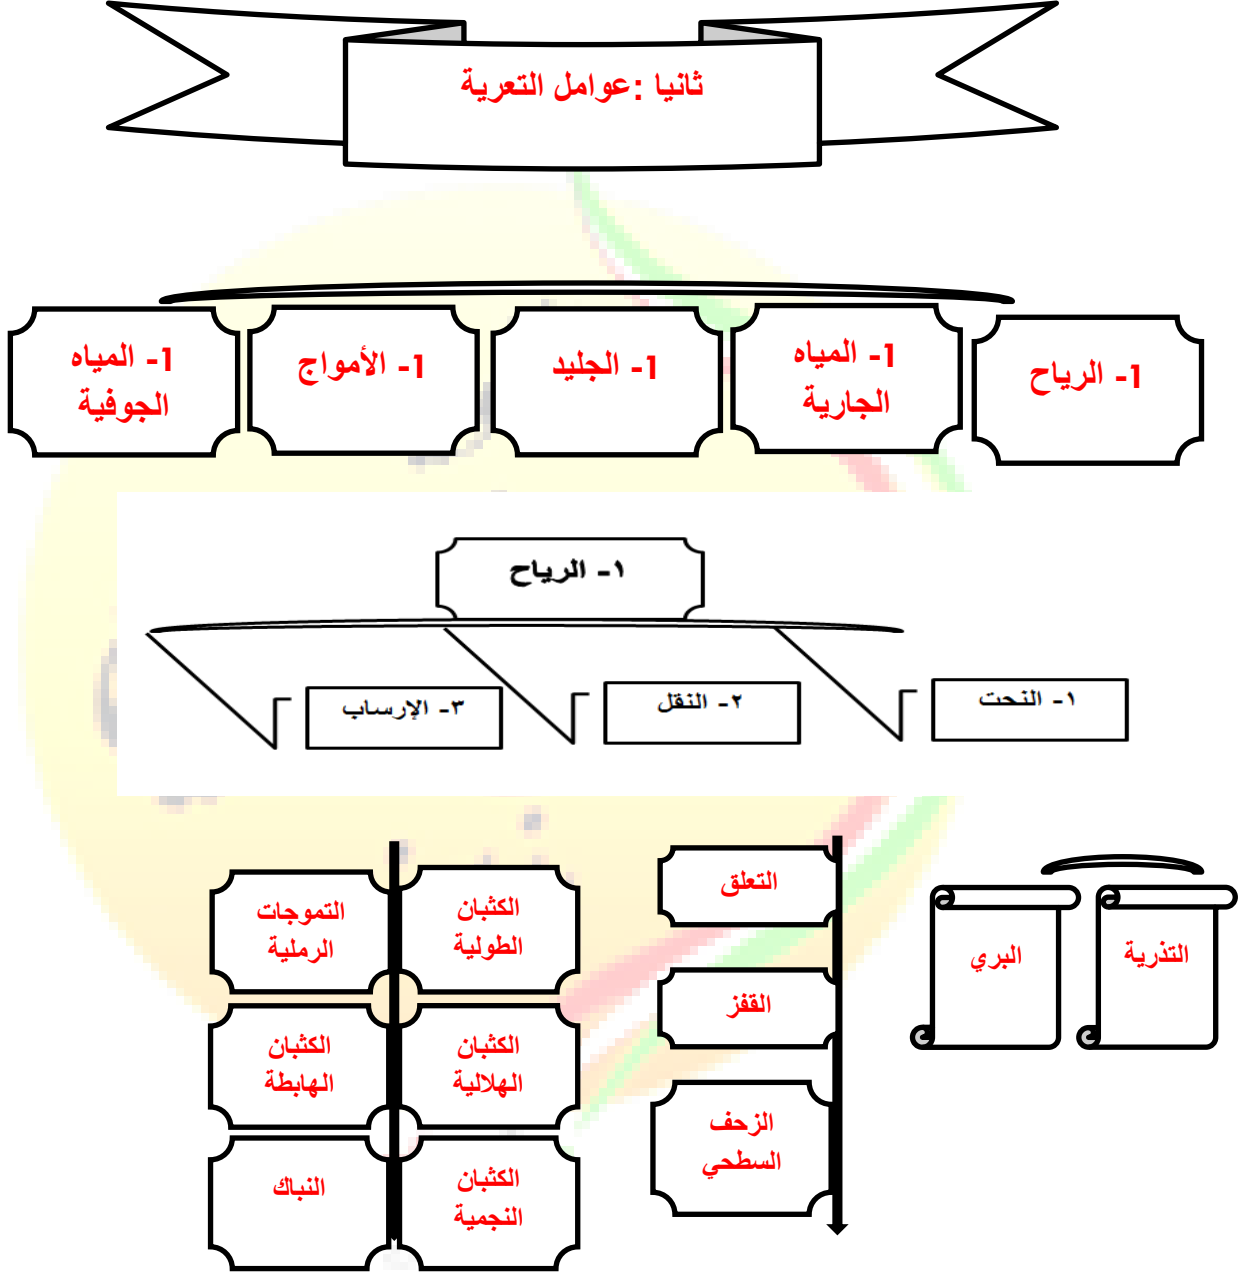 ثانيا :عوامل التعرية
1- الرياح
1- المياه
الجارية
1- الجليد
1- الأمواج
1- المياه
الجوفية
١- الرياح
١- النحت
٢- النقل
٣- الإرساب
التذرية
البري
التعلق
القفز
الزحف
السطحي
الكثبان
الطولية
التموجات
الرملية
الكثبان
الهلالية
الكثبان
الهابطة
الكثبان
النجمية
النباك